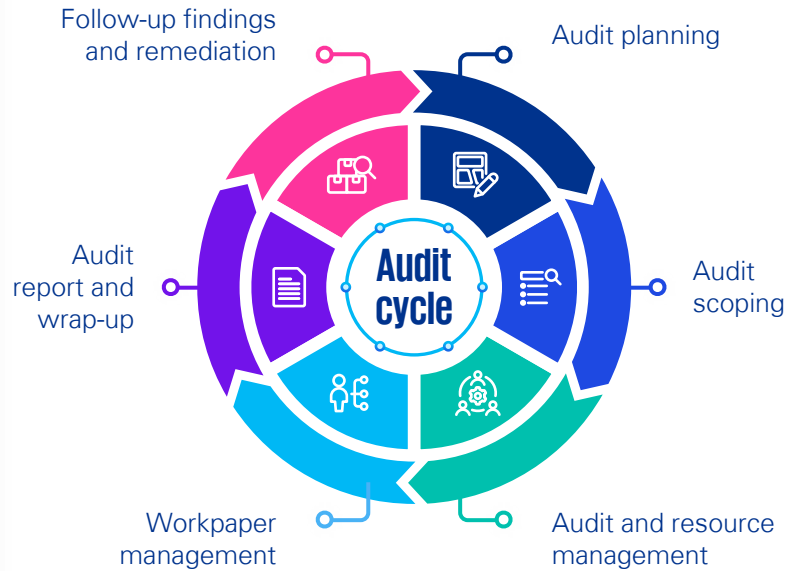 Follow-up findings
and remediation
Audit planning
Audit
report and
wrap-up
Audit
cycle
Audit
scoping
Workpaper
management
Audit and resource
management